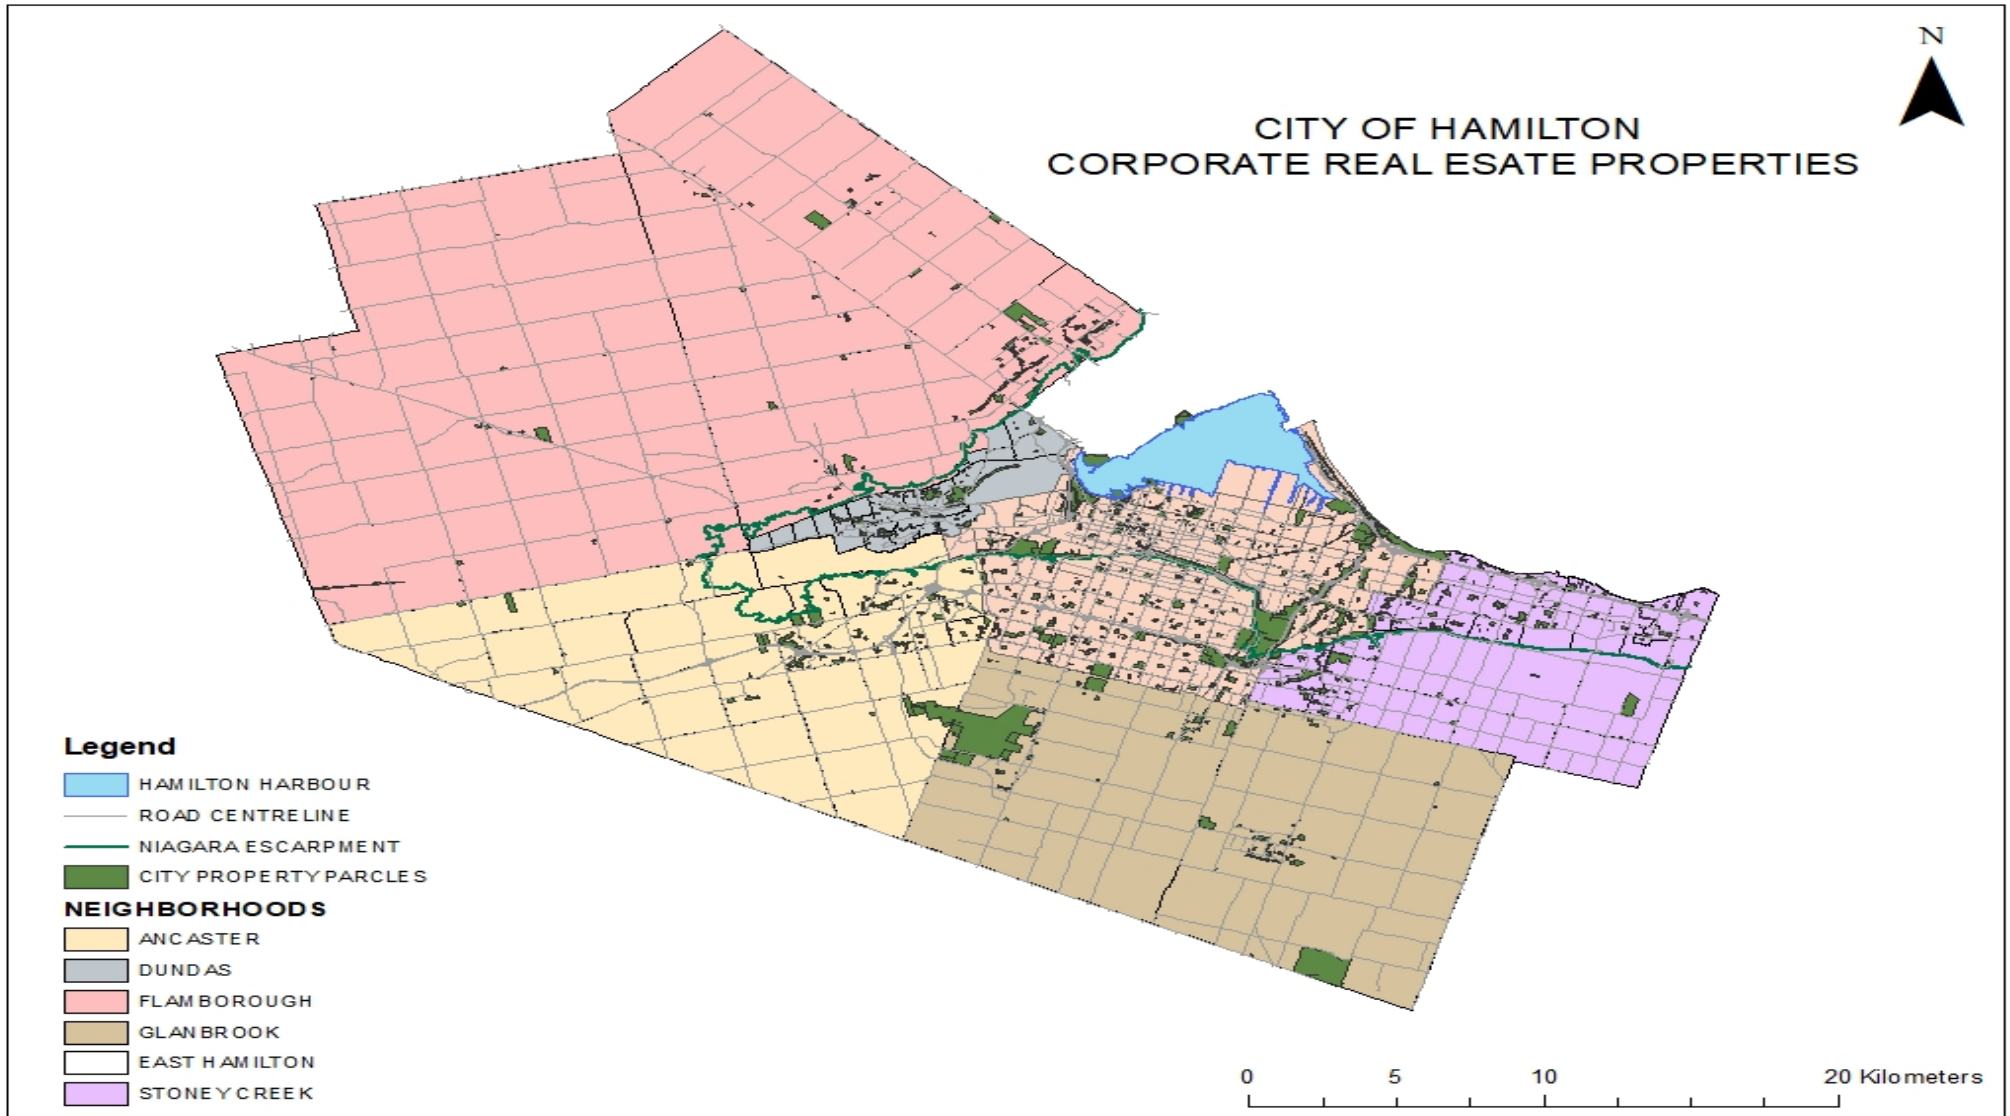 N
CITY OF HAMILTON
CORPORATE REAL ESATE PROPERTIES
Legend
HAMILTON HARBOUR
ROAD CENTRELINE
NIAGARA ESCARPMENT
CITY PROPERTY PARCLES
NEIGHBORHOODS
ANCASTER
DUNDAS
FLAMBOROUGH
GLANBROOK
EAST HAMILTON
STONEY CREEK
0 5 10 20 Kilometers